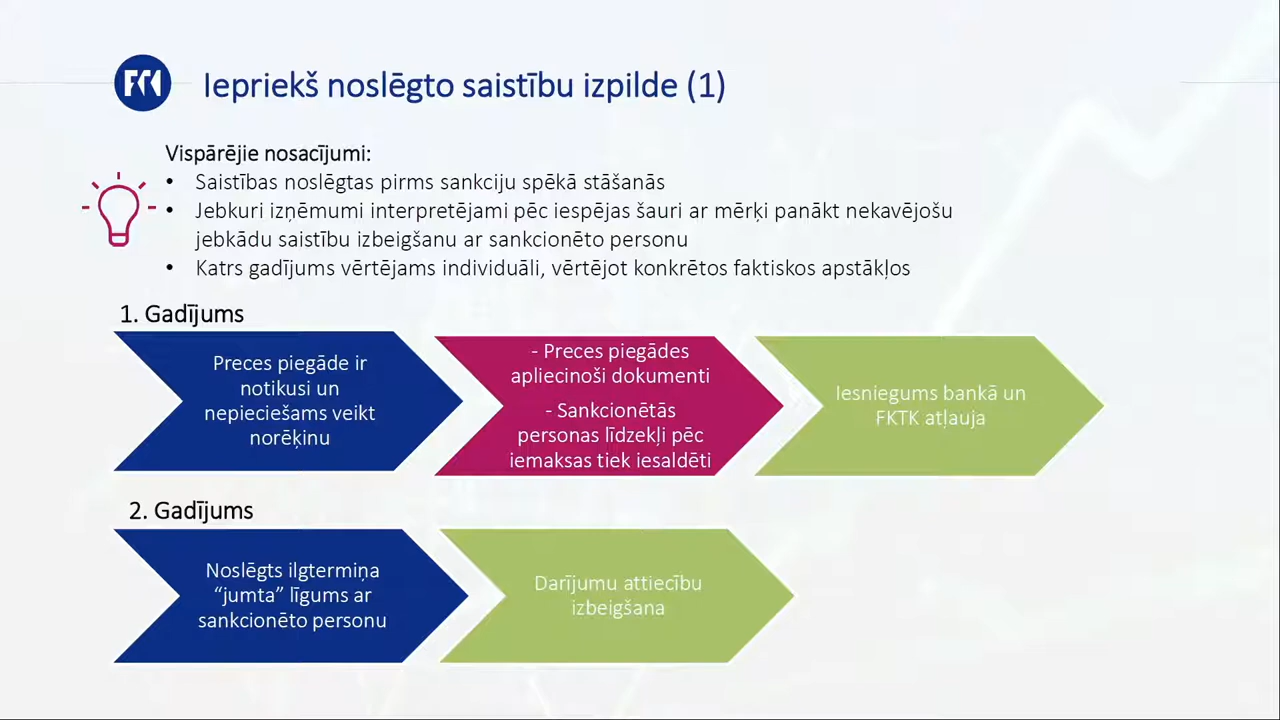 Iepriekš noslēgto saistību izpilde (1)
Vispārējie nosacījumi:
• Saistības noslēgtas pirms sankciju spēkā stāšanās
• Jebkuri izņēmumi interpretējami pēc iespējas šauri ar mērķi panākt nekavējošu
jebkādu saistību izbeigšanu ar sankcionēto personu
• Katrs gadījums vērtējams individuāli, vērtējot konkrētos faktiskos apstākļos
1. Gadījums
Preces piegāde ir
notikusi un
nepieciešams veikt
norēķinu
- Preces piegādes
apliecinoši dokumenti
- Sankcionētās
personas līdzekļi pēc
iemaksas tiek iesaldēti
Iesniegums bankā un
FKTK atļauja
2. Gadījums
Noslēgts ilgtermiņa
“jumta” līgums ar
sankcionēto personu
Darījumu attiecību
izbeigšana